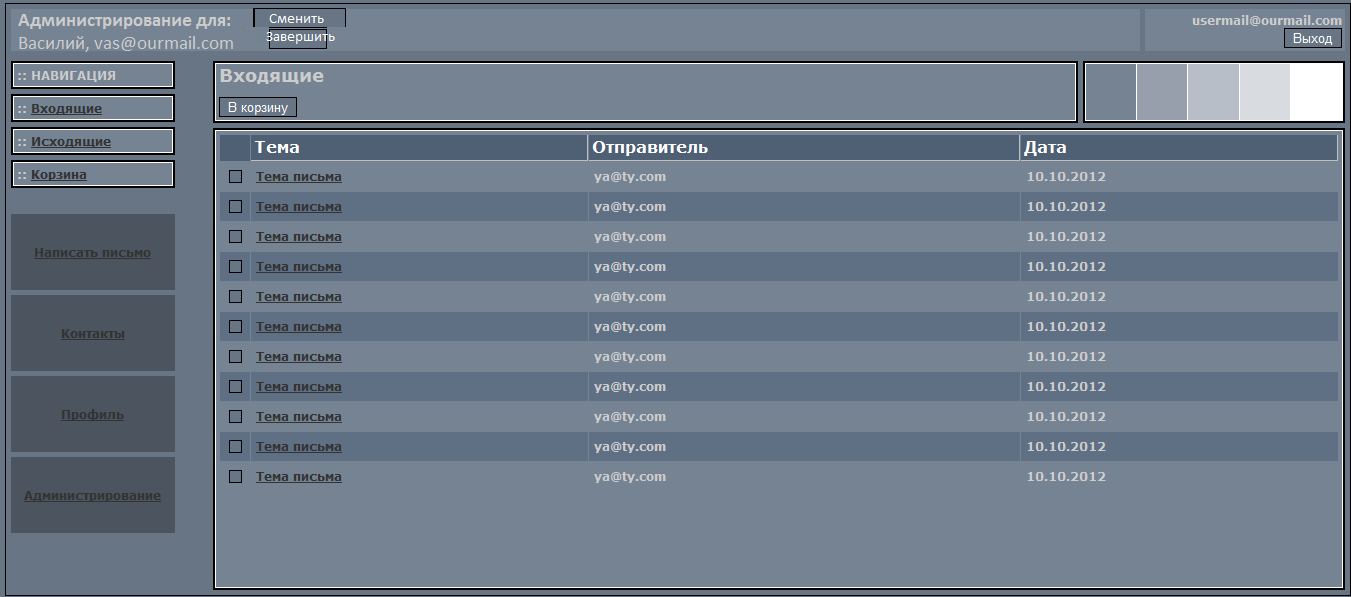 Администрирование для:
Василий, vas@ourmail.com
Сменить
Завершить
usermail@ourmail.com
Выход
:: НАВИГАЦИЯ
:: Входящие
:: Исходящие
:: Корзина
Написать письмо
Контакты
Профиль
Администрирование
Входящие
В корзину
Тема Отправитель Дата
Тема письма ya@ty.com 10.10.2012
Тема письма ya@ty.com 10.10.2012
Тема письма ya@ty.com 10.10.2012
Тема письма ya@ty.com 10.10.2012
Тема письма ya@ty.com 10.10.2012
Тема письма ya@ty.com 10.10.2012
Тема письма ya@ty.com 10.10.2012
Тема письма ya@ty.com 10.10.2012
Тема письма ya@ty.com 10.10.2012
Тема письма ya@ty.com 10.10.2012
Тема письма ya@ty.com 10.10.2012